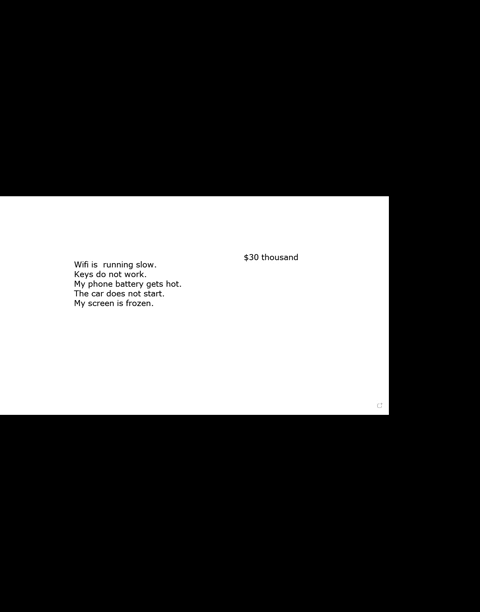 $30 thousand
Wifi is  running slow.
Keys do not work.
My phone battery gets hot.
The car does not start.
My screen is frozen.